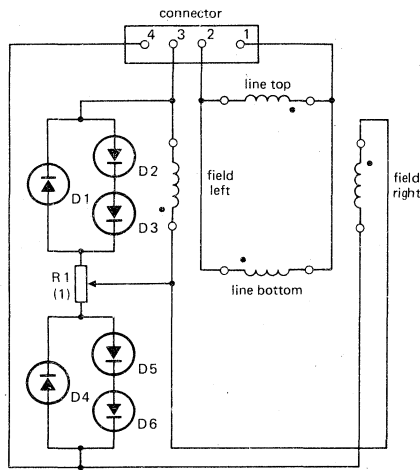 connector
4 3 2 1
line top
D2
field left
field right
D1
D3
R1
(1)
line bottom
D5
D4
D6